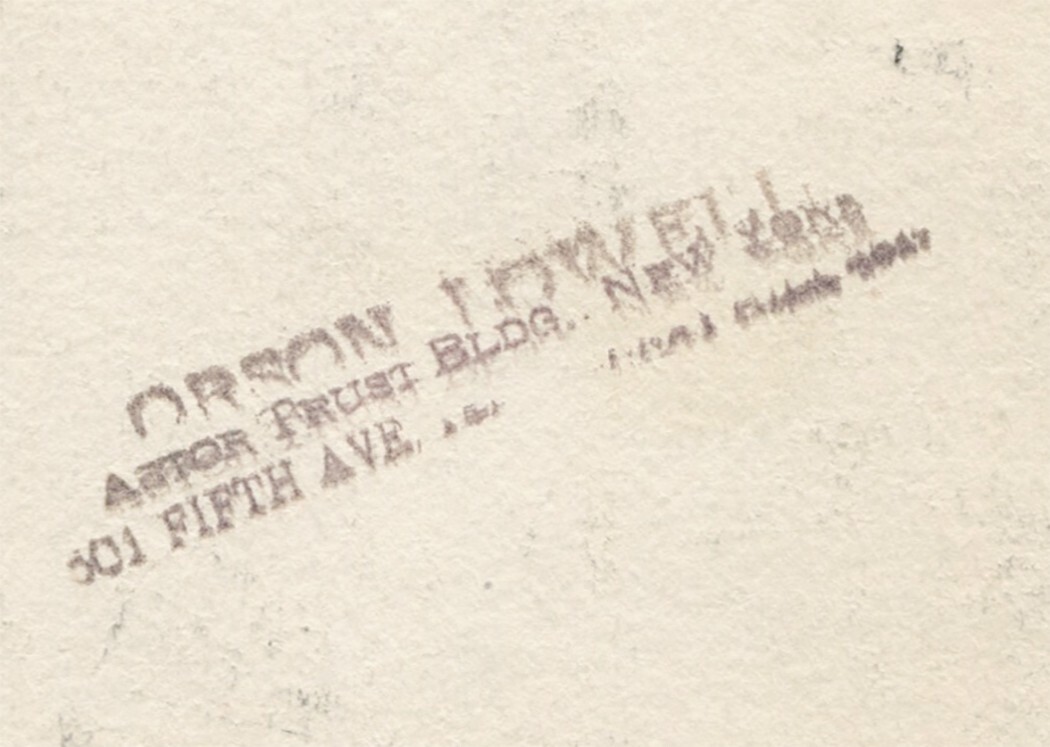 ORSON LOWELL
ASTOR TRUST BLDG. NEW YORK
501 FIFTH AVE.